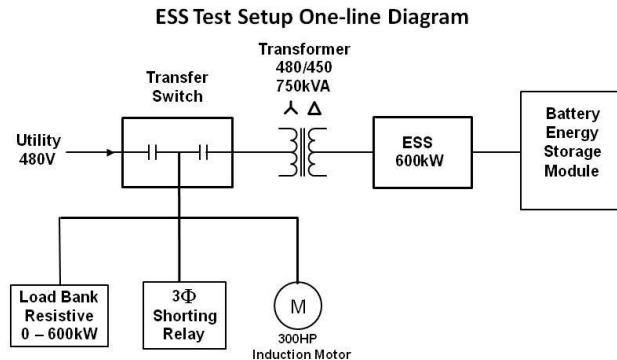 ESS Test Setup One-line Diagram
Transformer
480/450
750kVA
Transfer
Switch
Utility
480V
ESS
600kW
Battery
Energy
Storage
Module
Load Bank
Resistive
0 – 600kW
3Φ
Shorting
Relay
M
300HP
Induction Motor